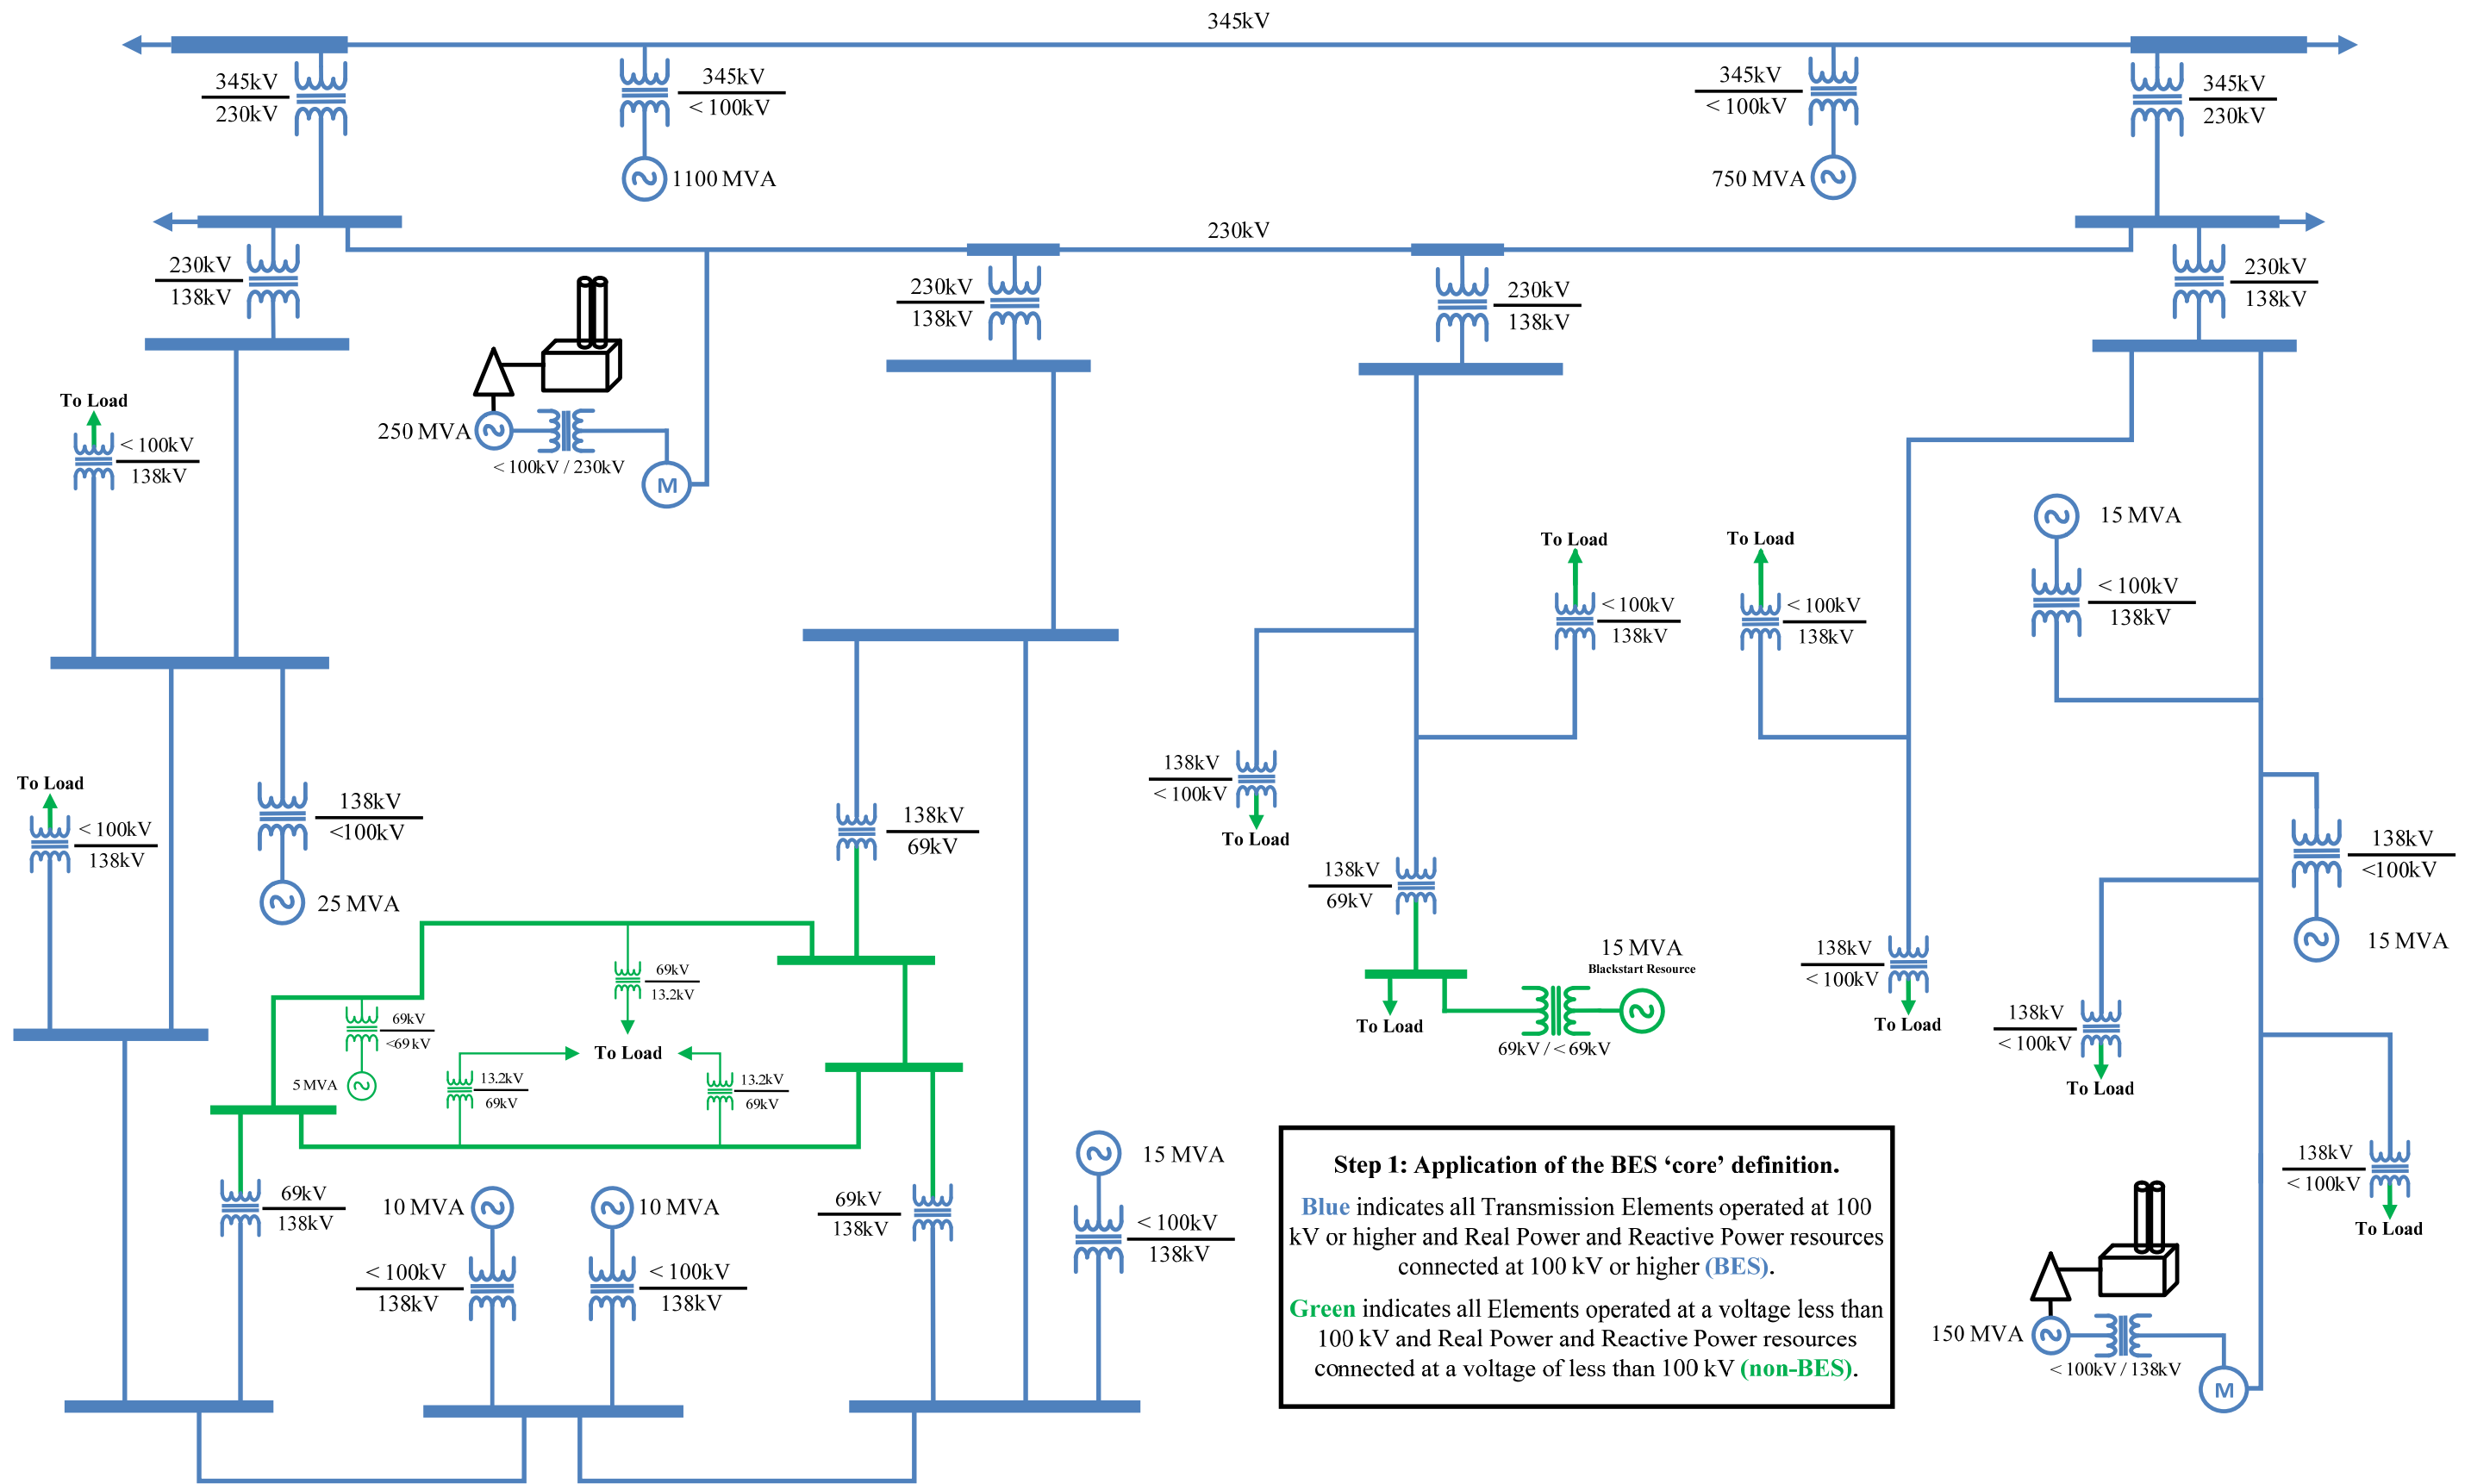 345kV
345kV
230kV
345kV
< 100kV
345kV
< 100kV
345kV
230kV
1100 MVA
750 MVA
230kV
230kV
138kV
230kV
138kV
230kV
138kV
230kV
138kV
To Load
< 100kV
138kV
250 MVA
< 100kV / 230kV
M
15 MVA
< 100kV
138kV
To Load
< 100kV
138kV
To Load
< 100kV
138kV
To Load
< 100kV
138kV
138kV
<100kV
25 MVA
138kV
69kV
138kV
< 100kV
To Load
138kV
69kV
138kV
<100kV
15 MVA
15 MVA
Blackstart Resource
To Load
69kV / < 69kV
138kV
< 100kV
To Load
138kV
< 100kV
To Load
69kV
13.2kV
69kV
<69 kV
5 MVA
To Load
13.2kV
69kV
13.2kV
69kV
69kV
138kV
10 MVA
< 100kV
138kV
10 MVA
< 100kV
138kV
69kV
138kV
15 MVA
< 100kV
138kV
138kV
< 100kV
To Load
150 MVA
< 100kV / 138kV
M
Step 1: Application of the BES ‘core’ definition.
Blue indicates all Transmission Elements operated at 100
kV or higher and Real Power and Reactive Power resources
connected at 100 kV or higher (BES).
Green indicates all Elements operated at a voltage less than
100 kV and Real Power and Reactive Power resources
connected at a voltage of less than 100 kV (non-BES).